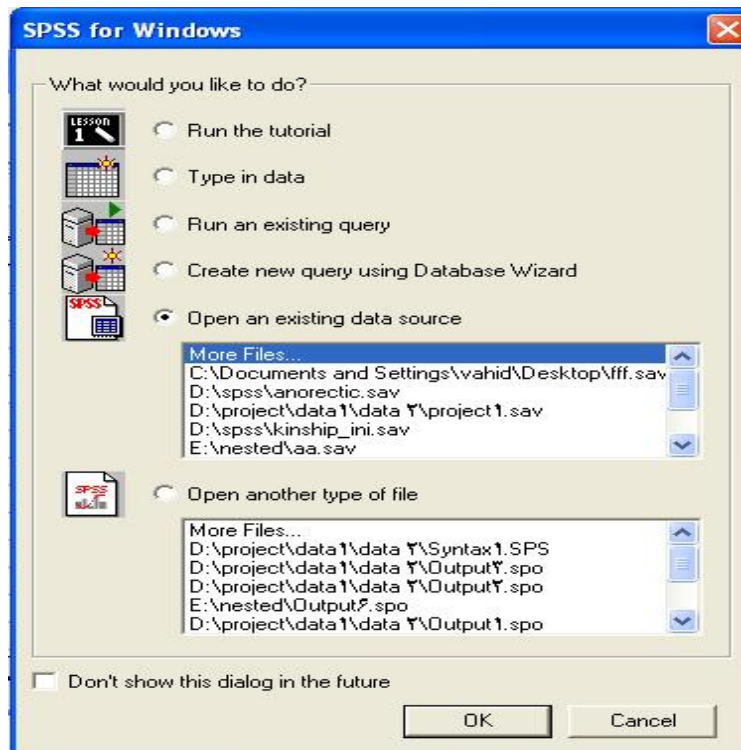 SPSS for Windows
What would you like to do?
LESSON
1
Run the tutorial
Type in data
Run an existing query
Create new query using Database Wizard
SPSS
Open an existing data source
More Files...
C:\Documents and Settings\vahid\Desktop\fff.sav
D:\spss\anorectic.sav
D:\project\data۱\data ۲\project۱.sav
D:\spss\kinship_ini.sav
E:\nested\aa.sav
SPSS
Open another type of file
More Files...
D:\project\data۱\data ۲\Syntax۱.SPS
D:\project\data۱\data ۲\Output۲.spo
D:\project\data۱\data ۲\Output۲.spo
E:\nested\Output۶.spo
D:\project\data۱\data ۲\Output۱.spo
Don't show this dialog in the future
OK
Cancel